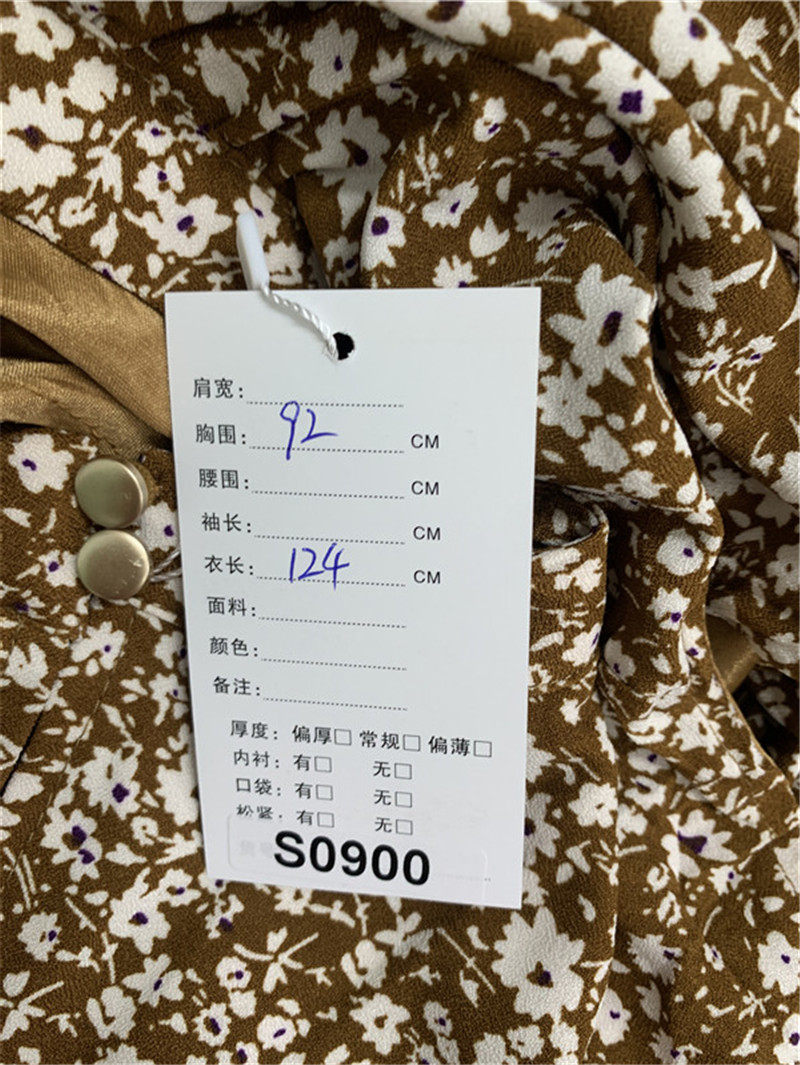 肩宽:
胸围: 92 CM
腰围: CM
袖长: CM
衣长: 124 CM
面料:
颜色:
备注:
厚度: 偏厚□ 常规□ 偏薄□
内衬: 有□ 无□
口袋: 有□ 无□
松紧: 有□ 无□
S0900